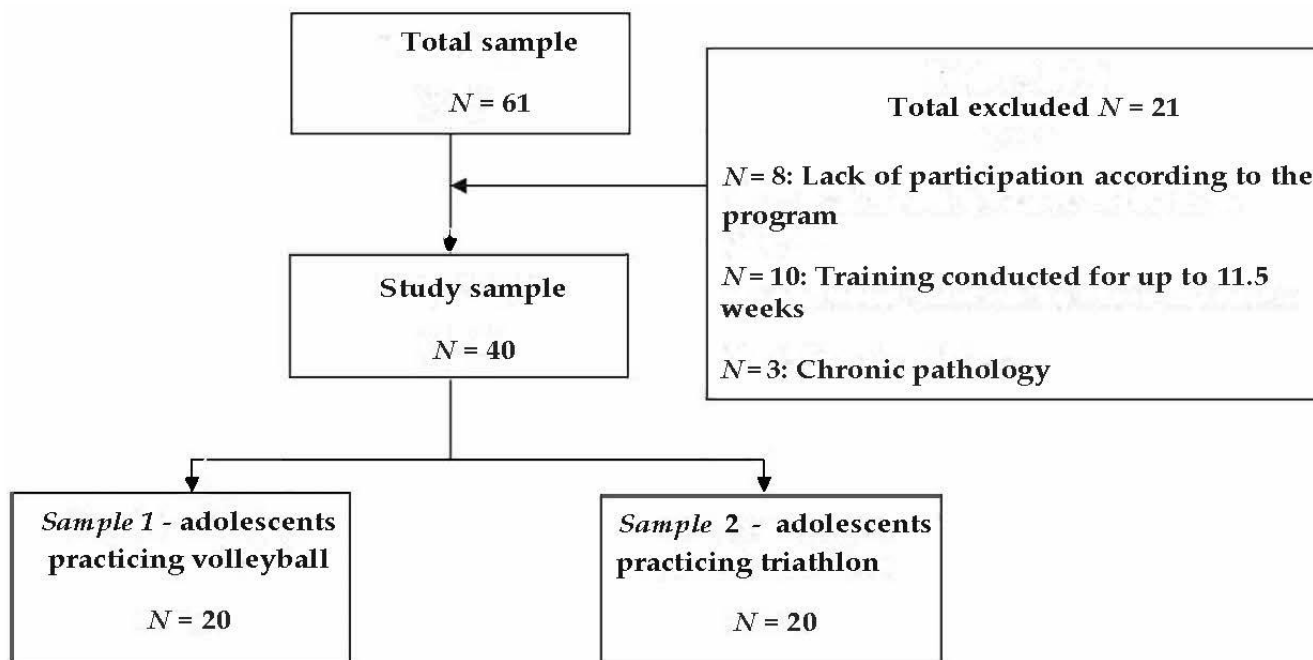 Total sample
N = 61
Total excluded N = 21
N = 8: Lack of participation according to the
program
N = 10: Training conducted for up to 11.5
weeks
N = 3: Chronic pathology
Study sample
N = 40
Sample 1 - adolescents
practicing volleyball
N = 20
Sample 2 - adolescents
practicing triathlon
N = 20